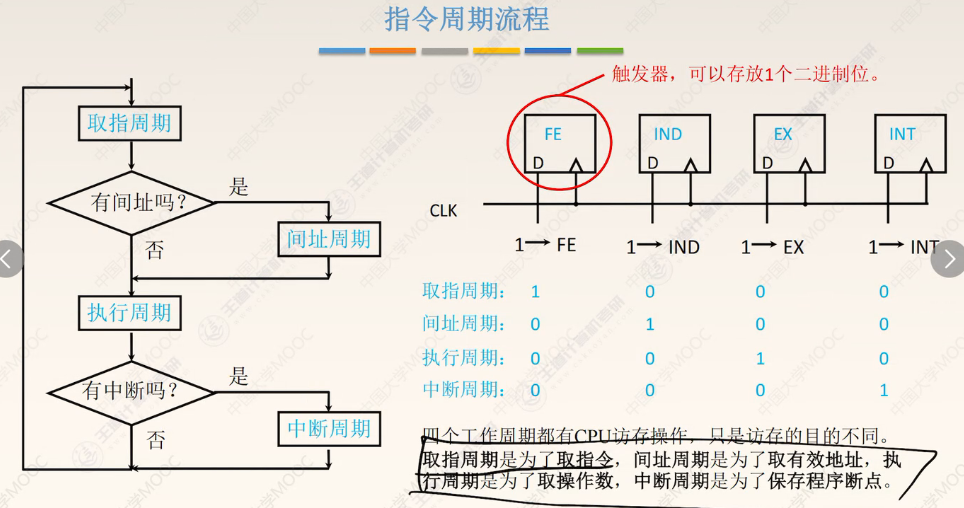 指令周期流程
取指周期
有间址吗?
是
间址周期
否
执行周期
有中断吗?
是
中断周期
否
触发器，可以存放1个二进制位。
FE IND EX INT
D D D D
CLK
1→ FE 1→ IND 1→ EX 1→ INT
取指周期： 1 0 0 0
间址周期： 0 1 0 0
执行周期： 0 0 1 0
中断周期： 0 0 0 1
四个工作周期都有CPU访存操作，只是访存的目的不同。
取指周期是为了取指令，间址周期是为了取有效地址，执
行周期是为了取操作数，中断周期是为了保存程序断点。